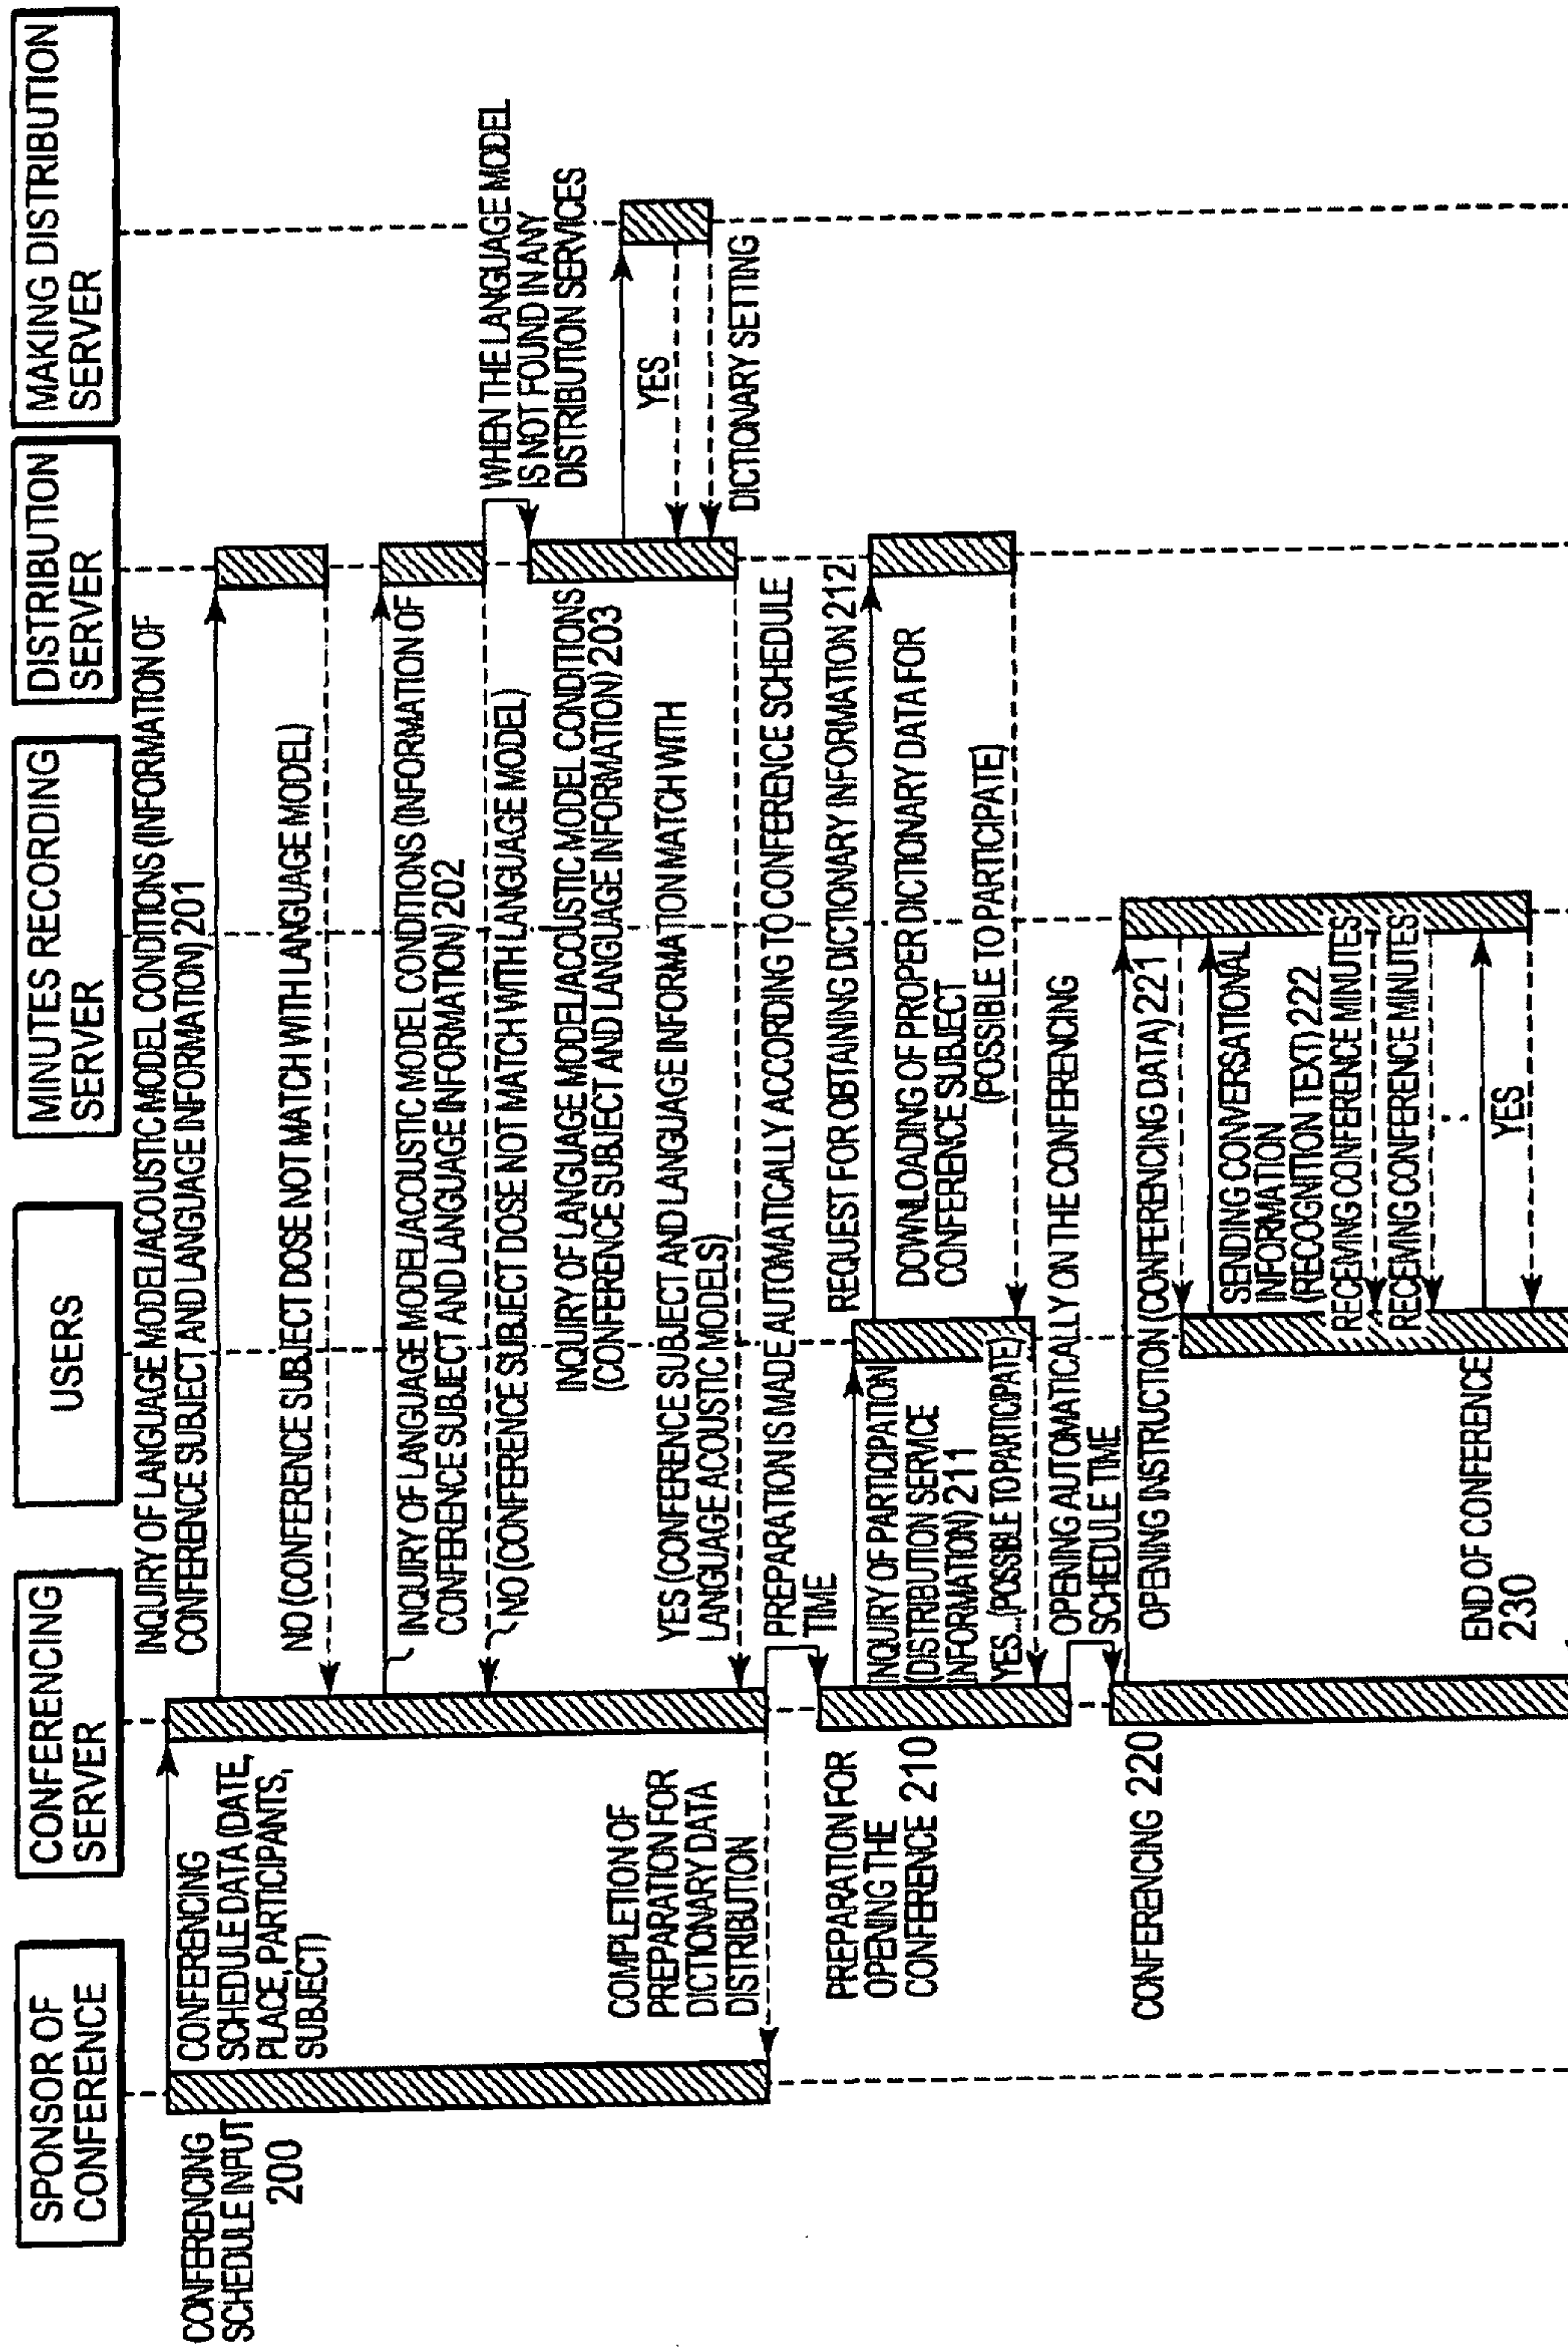 SPONSOR OF
CONFERENCE
CONFERENCING
SERVER
USERS
MINUTES RECORDING
SERVER
DISTRIBUTION
SERVER
MAKING DISTRIBUTION
SERVER
CONFERENCING
SCHEDULE INPUT
200
CONFERENCING
SCHEDULE DATA (DATE,
PLACE, PARTICIPANTS,
SUBJECT)
INQUIRY OF LANGUAGE MODEL/ACOUSTIC MODEL CONDITIONS (INFORMATION OF
CONFERENCE SUBJECT AND LANGUAGE INFORMATION) 201
NO (CONFERENCE SUBJECT DOSE NOT MATCH WITH LANGUAGE MODEL)
INQUIRY OF LANGUAGE MODEL/ACOUSTIC MODEL CONDITIONS (INFORMATION OF
CONFERENCE SUBJECT AND LANGUAGE INFORMATION) 202
NO (CONFERENCE SUBJECT DOSE NOT MATCH WITH LANGUAGE MODEL)
WHEN THE LANGUAGE MODEL
IS NOT FOUND IN ANY
DISTRIBUTION SERVICES
INQUIRY OF LANGUAGE MODEL/ACOUSTIC MODEL CONDITIONS
(CONFERENCE SUBJECT AND LANGUAGE INFORMATION) 203
YES
DICTIONARY SETTING
YES (CONFERENCE SUBJECT AND LANGUAGE INFORMATION MATCH WITH
LANGUAGE ACOUSTIC MODELS)
COMPLETION OF
PREPARATION FOR
DICTIONARY DATA
DISTRIBUTION
PREPARATION IS MADE AUTOMATICALLY ACCORDING TO CONFERENCE SCHEDULE
TIME
PREPARATION FOR
OPENING THE
CONFERENCE 210
INQUIRY OF PARTICIPATION
(DISTRIBUTION SERVICE
INFORMATION) 211
REQUEST FOR OBTAINING DICTIONARY INFORMATION 212
DOWNLOADING OF PROPER DICTIONARY DATA FOR
CONFERENCE SUBJECT
(POSSIBLE TO PARTICIPATE)
YES...(POSSIBLE TO PARTICIPATE)
OPENING AUTOMATICALLY ON THE CONFERENCING
SCHEDULE TIME
CONFERENCING 220
OPENING INSTRUCTION (CONFERENCING DATA) 221
SENDING CONVERSATIONAL
INFORMATION
(RECOGNITION TEXT) 222
RECEIVING CONFERENCE MINUTES
RECEIVING CONFERENCE MINUTES
END OF CONFERENCE
230
YES